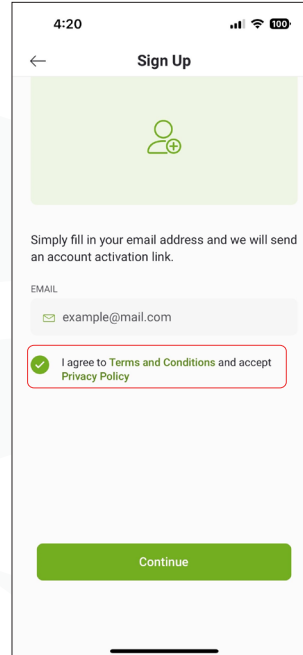 4:20
100
Sign Up
Simply fill in your email address and we will send
an account activation link.
EMAIL
example@mail.com
I agree to Terms and Conditions and accept
Privacy Policy
Continue